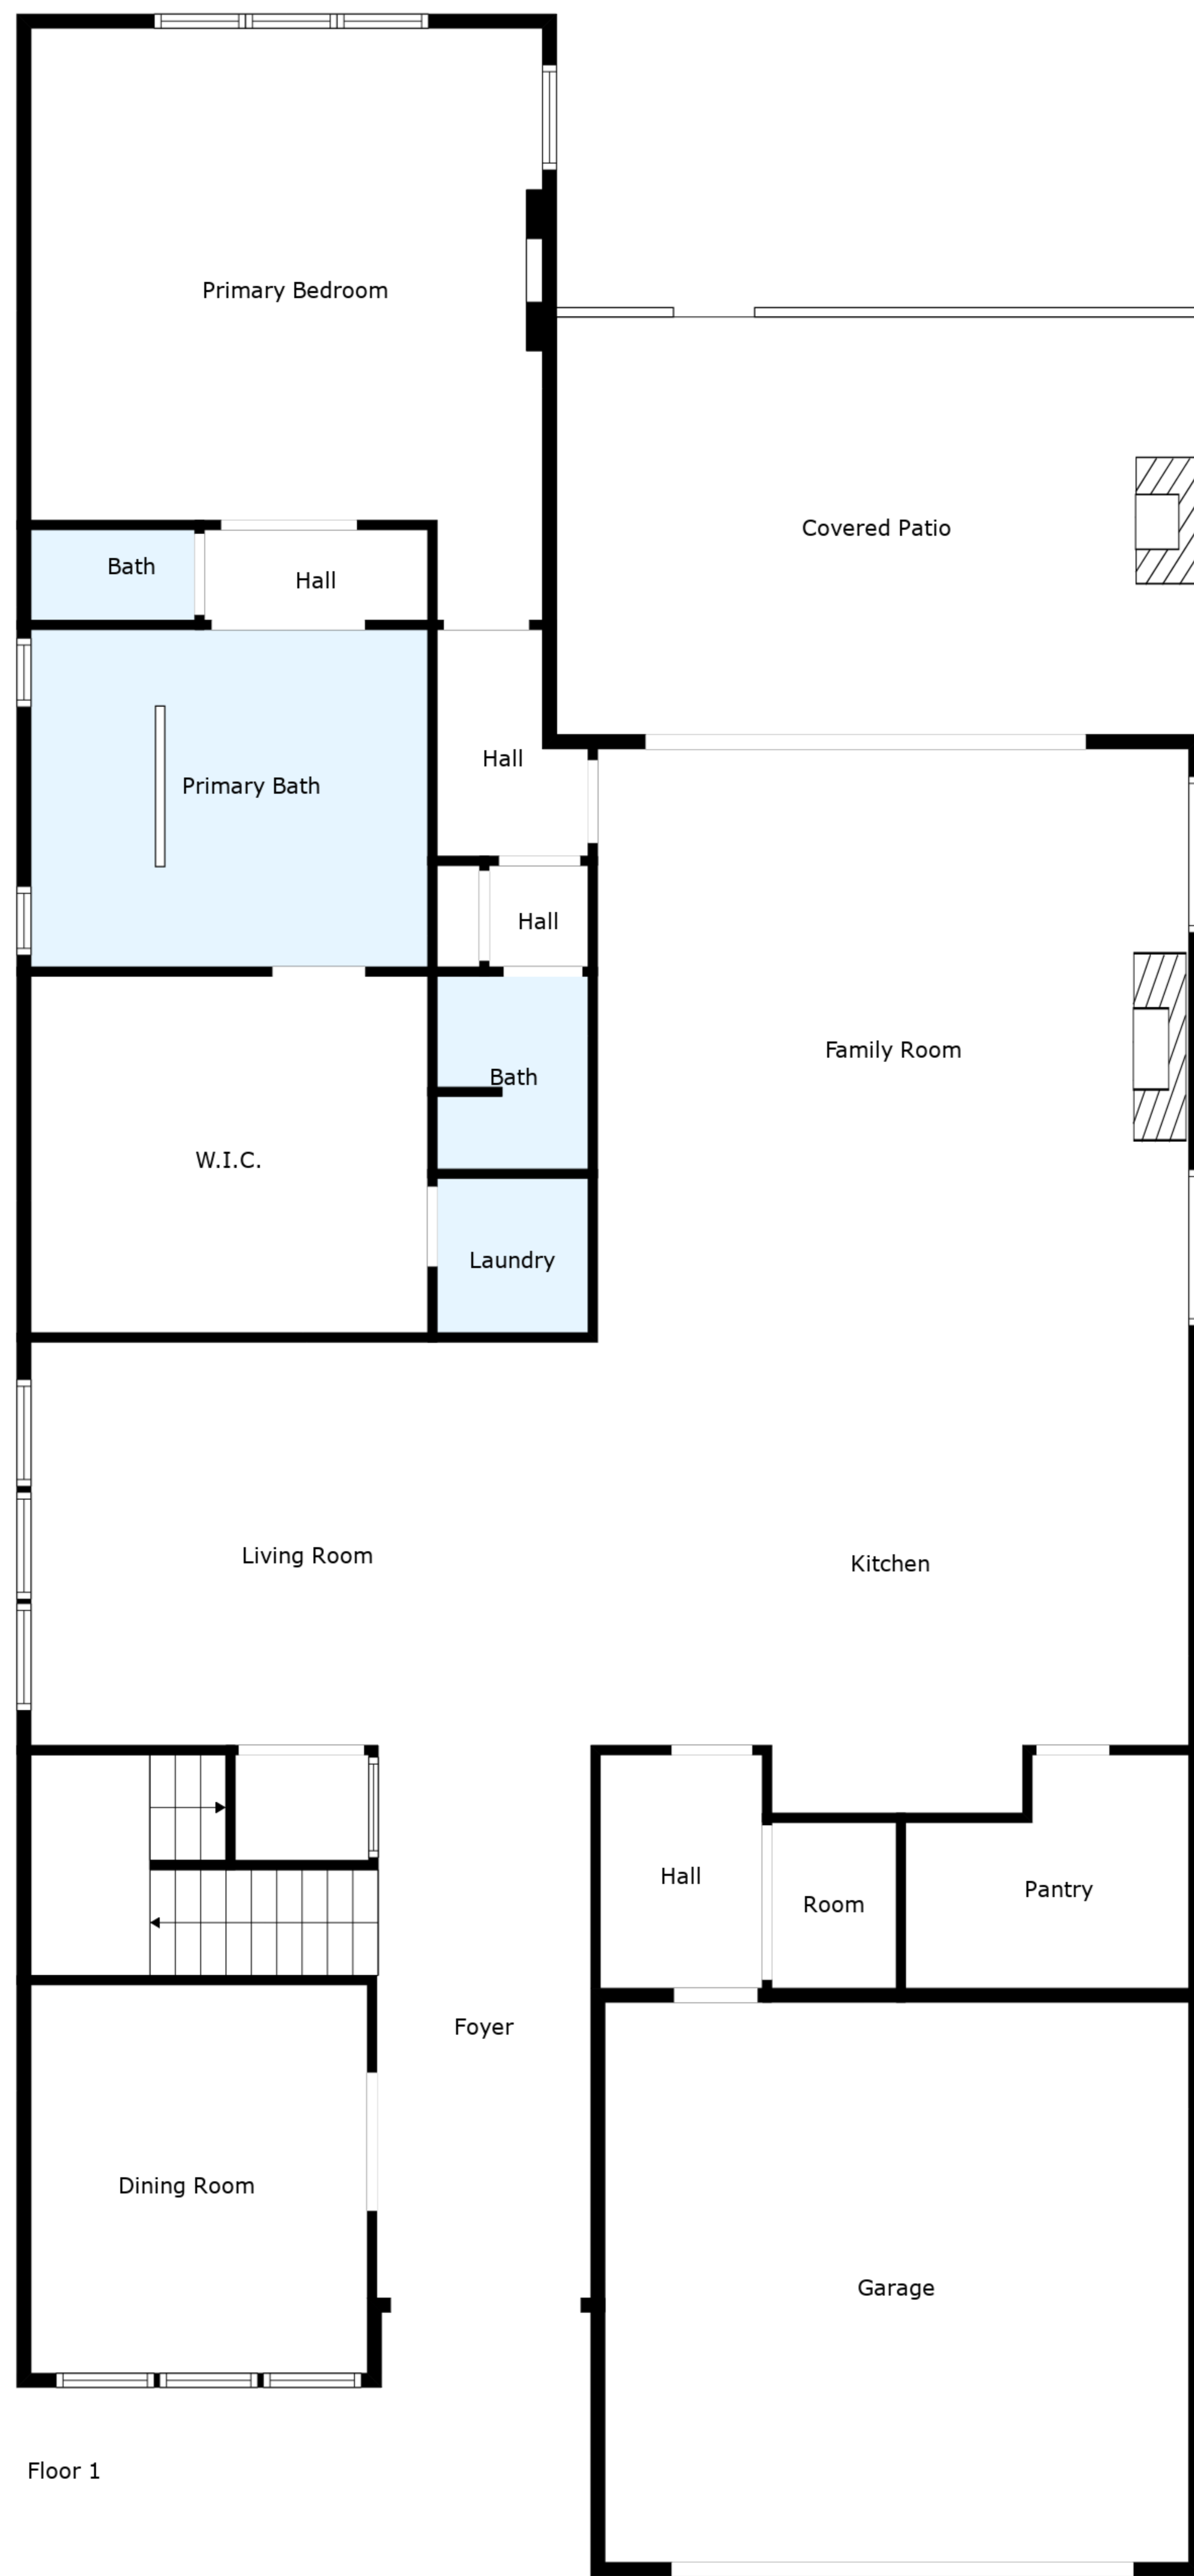 Primary Bedroom
Covered Patio
Bath
Hall
Hall
Primary Bath
Hall
Family Room
Bath
W.I.C.
Laundry
Living Room
Kitchen
Hall
Room
Pantry
Foyer
Dining Room
Garage
Floor 1